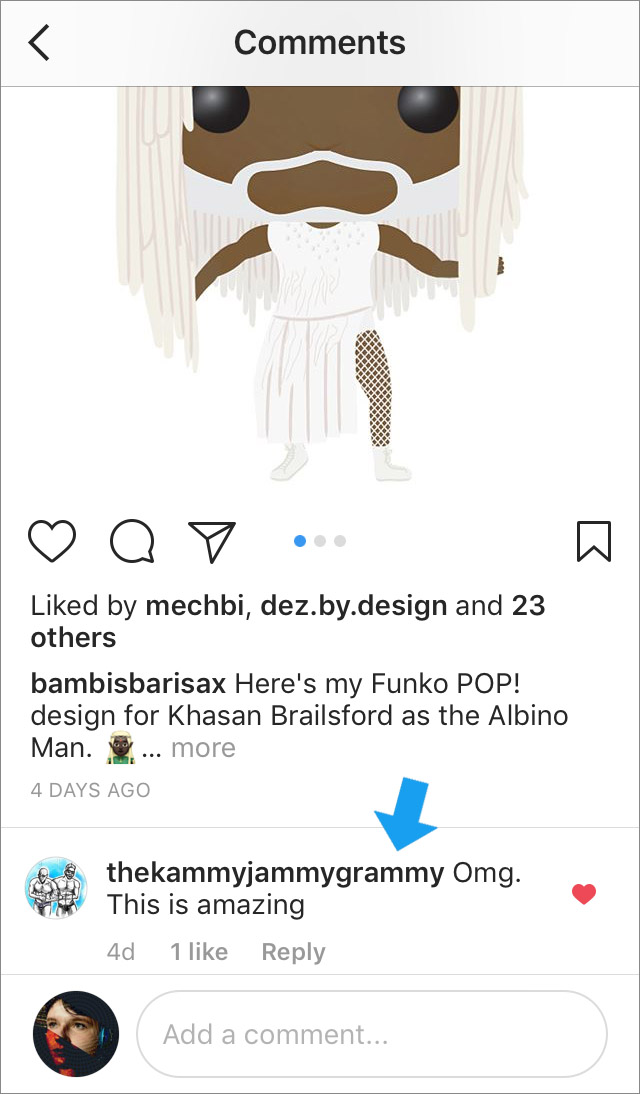 Comments
Liked by mechbi, dez.by.design and 23
others
bambisbarisax Here's my Funko POP!
design for Khasan Brailsford as the Albino
Man. 🧝🏿‍♀️... more
4 DAYS AGO
thekammyjammygrammy Omg.
This is amazing
4d 1 like Reply
Add a comment...